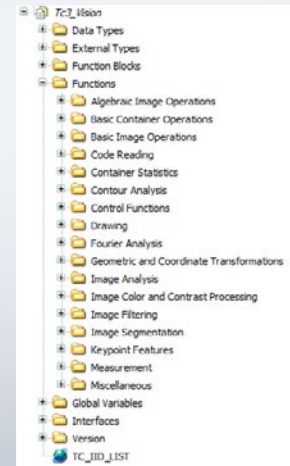 Tc3_Vision
Data Types
External Types
Function Blocks
Functions
Algebraic Image Operations
Basic Container Operations
Basic Image Operations
Code Reading
Container Statistics
Contour Analysis
Control Functions
Drawing
Fourier Analysis
Geometric and Coordinate Transformations
Image Analysis
Image Color and Contrast Processing
Image Filtering
Image Segmentation
Keypoint Features
Measurement
Miscellaneous
Global Variables
Interfaces
Version
TC_IID_LIST